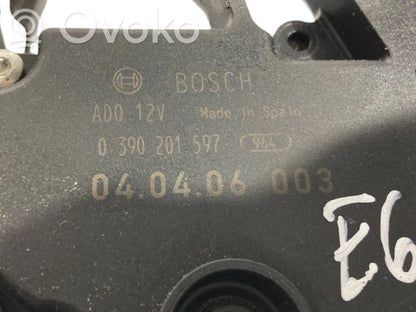 Ovoko
BOSCH
ADO 12V Made in Spain
0 390 201 597 964
04.04.06 003
E6